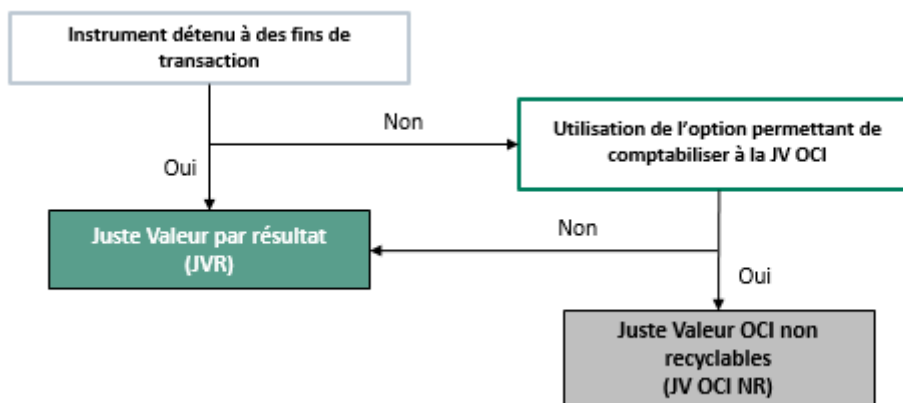 Instrument détenu à des fins de
transaction
Non
Utilisation de l'option permettant de
comptabiliser à la JV OCI
Oui
Juste Valeur par résultat
(JVR)
Non
Oui
Juste Valeur OCI non
recyclables
(JV OCI NR)